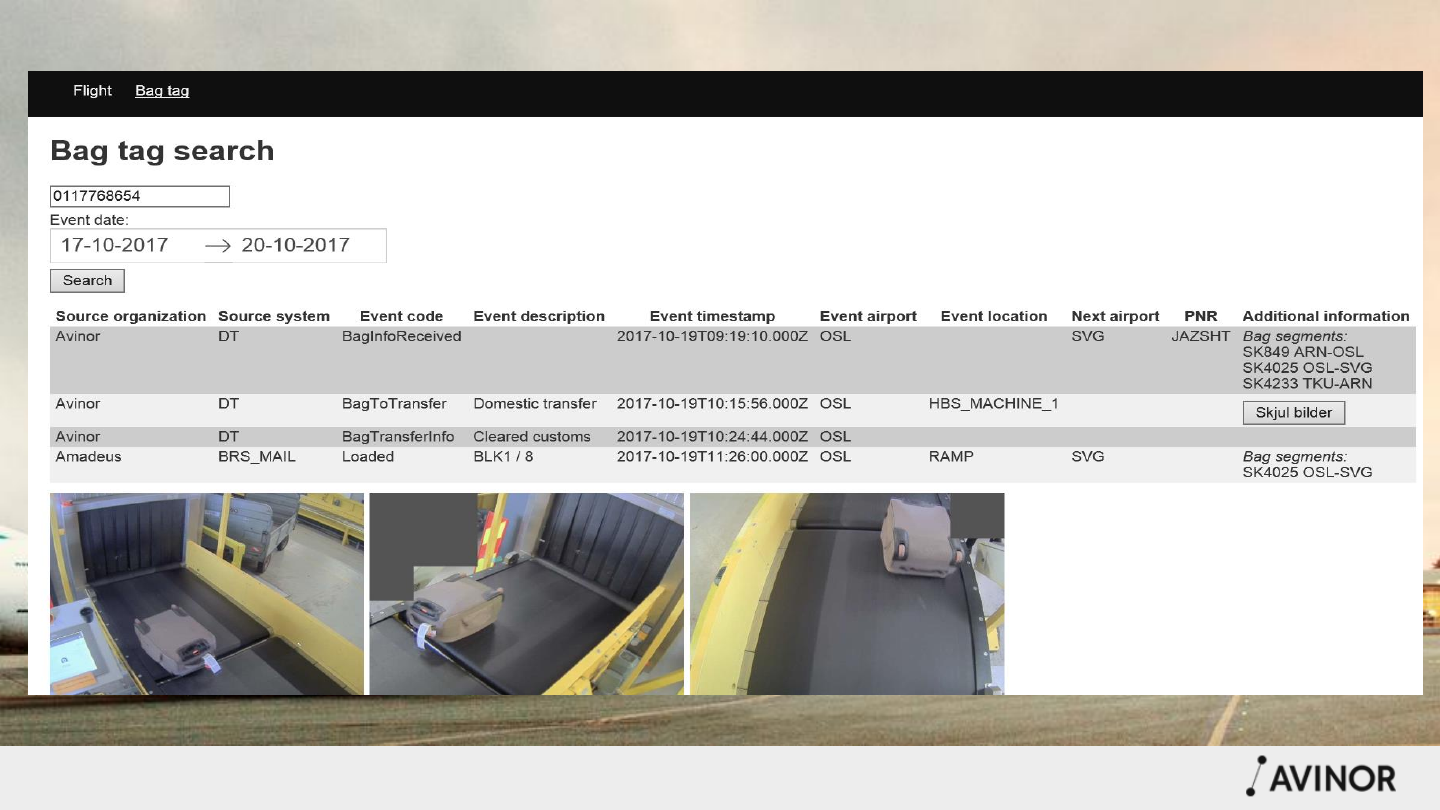 Flight Bag tag
Bag tag search
0117768654
Event date:
17-10-2017 → 20-10-2017
Search
Source organization Source system Event code Event description Event timestamp Event airport Event location Next airport PNR Additional information
Avinor DT BagInfoReceived 2017-10-19T09:19:10.000Z OSL SVG JAZSHT Bag segments:
SK849 ARN-OSL
SK4025 OSL-SVG
SK4233 TKU-ARN
Avinor DT BagToTransfer Domestic transfer 2017-10-19T10:15:56.000Z OSL HBS_MACHINE_1 Skjul bilder
Avinor DT BagTransferInfo Cleared customs 2017-10-19T10:24:44.000Z OSL
Amadeus BRS_MAIL Loaded BLK1 / 8 2017-10-19T11:26:00.000Z OSL RAMP SVG Bag segments:
SK4025 OSL-SVG
AVINOR